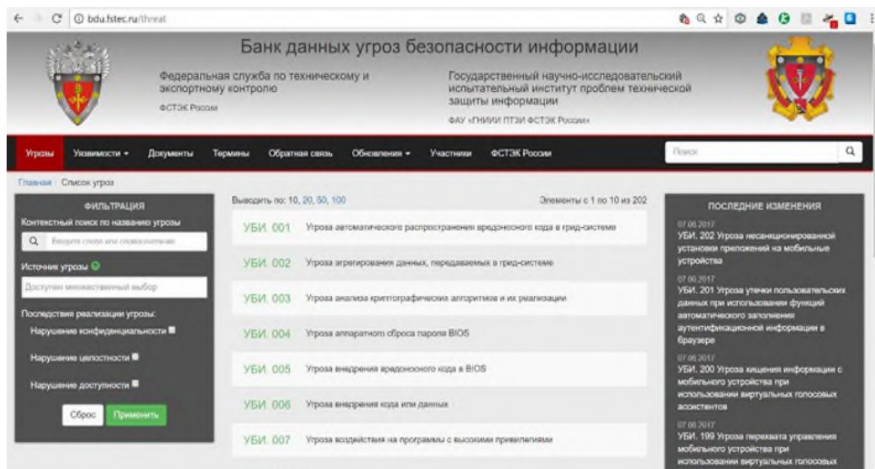 bdu.fstec.ru/threat
Банк данных угроз безопасности информации
Федеральная служба по техническому и
экспортному контролю
ФСТЭК России
Государственный научно-исследовательский
испытательный институт проблем технической
защиты информации
ФАУ «ГНИИИ ПТЗИ ФСТЭК России»
Угрозы Уязвимости Документы Термины Обратная связь Обновления Участники ФСТЭК России Поиск
Главная / Список угроз
ФИЛЬТРАЦИЯ
Контекстный поиск по названию угрозы
Введите слово или словосочетание
Источник угрозы
Доступен множественный выбор
Последствия реализации угрозы:
Нарушение конфиденциальности
Нарушение целостности
Нарушение доступности
Сброс Применить
Выводить по: 10, 20, 50, 100 Элементы с 1 по 10 из 202
УБИ. 001 Угроза автоматического распространения вредоносного кода в грид-системе
УБИ. 002 Угроза агрегирования данных, передаваемых в грид-системе
УБИ. 003 Угроза анализа криптографических алгоритмов и их реализации
УБИ. 004 Угроза аппаратного сброса пароля BIOS
УБИ. 005 Угроза внедрения вредоносного кода в BIOS
УБИ. 006 Угроза внедрения кода или данных
УБИ. 007 Угроза воздействия на программы с высокими привилегиями
ПОСЛЕДНИЕ ИЗМЕНЕНИЯ
07.06.2017
УБИ. 202 Угроза несанкционированной
установки приложений на мобильные
устройства
07.06.2017
УБИ. 201 Угроза утечки пользовательских
данных при использовании функций
автоматического заполнения
аутентификационной информации в
браузере
07.06.2017
УБИ. 200 Угроза хищения информации с
мобильного устройства при
использовании виртуальных голосовых
ассистентов
07.06.2017
УБИ. 199 Угроза перехвата управления
мобильного устройства при
использовании виртуальных голосовых